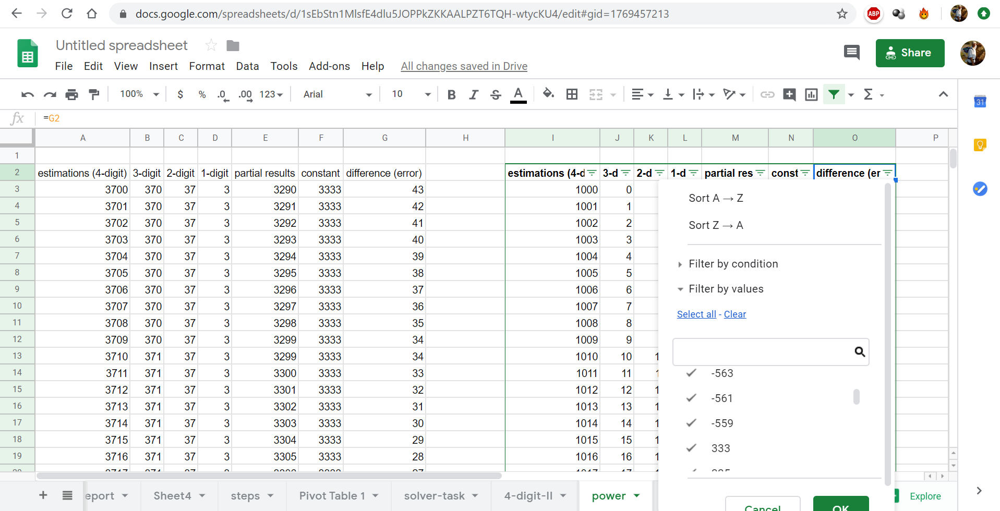 docs.google.com/spreadsheets/d/1sEbStn1MlsfE4dlu5JOPPkZKKAALPZT6TQH-wtycKU4/edit#gid=1769457213 ABP
Untitled spreadsheet
Share
File Edit View Insert Format Data Tools Add-ons Help All changes saved in Drive
100% $ % .0 .00 123 Arial 10 B I S A Σ
31
fx =G2
A B C D E F G H I J K L M N O P
1
2 estimations (4-digit) 3-digit 2-digit 1-digit partial results constant difference (error) estimations (4-d 3-d 2-d 1-d partial res const difference (er
3 3700 370 37 3 3290 3333 43 1000 0
4 3701 370 37 3 3291 3333 42 1001 1
5 3702 370 37 3 3292 3333 41 1002 2
6 3703 370 37 3 3293 3333 40 1003 3
7 3704 370 37 3 3294 3333 39 1004 4
8 3705 370 37 3 3295 3333 38 1005 5
9 3706 370 37 3 3296 3333 37 1006 6
10 3707 370 37 3 3297 3333 36 1007 7
11 3708 370 37 3 3298 3333 35 1008 8
12 3709 370 37 3 3299 3333 34 1009 9
13 3710 371 37 3 3299 3333 34 1010 10 1
14 3711 371 37 3 3300 3333 33 1011 11 1
15 3712 371 37 3 3301 3333 32 1012 12 1
16 3713 371 37 3 3302 3333 31 1013 13 1
17 3714 371 37 3 3303 3333 30 1014 14 1
18 3715 371 37 3 3304 3333 29 1015 15 1
19 3716 371 37 3 3305 3333 28 1016 16 1
Sort A → Z
Sort Z → A
Filter by condition
Filter by values
Select all - Clear
-563
-561
-559
333
Cancel OK
eport Sheet4 steps Pivot Table 1 solver-task 4-digit-II power Explore